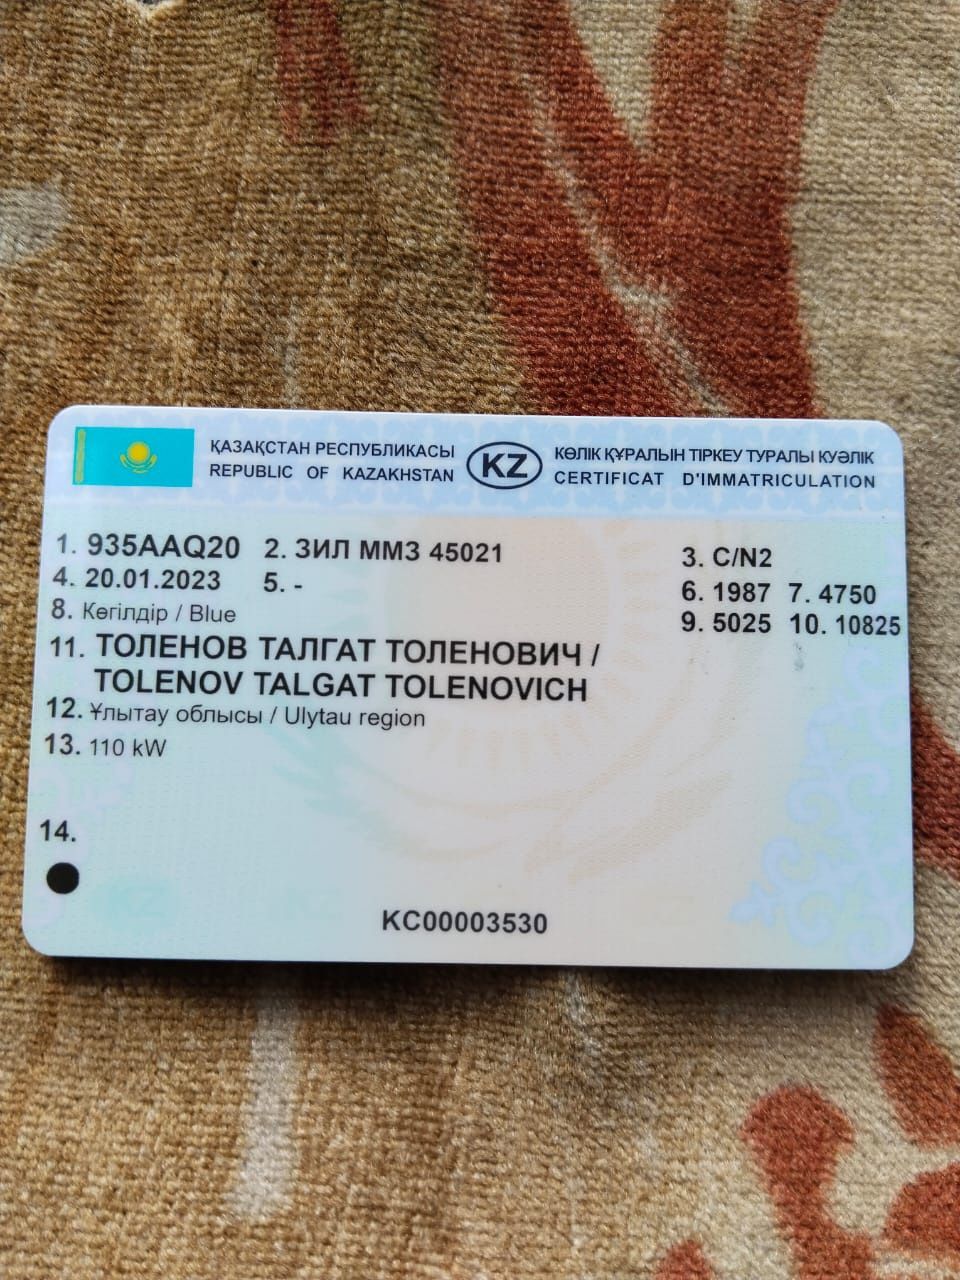 ҚАЗАҚСТАН РЕСПУБЛИКАСЫ
REPUBLIC OF KAZAKHSTAN
KZ
КӨЛІК ҚҰРАЛЫН ТІРКЕУ ТУРАЛЫ КУӘЛІК
CERTIFICAT D'IMMATRICULATION
1. 935AAQ20 2. ЗИЛ ММЗ 45021 3. C/N2
4. 20.01.2023 5. - 6. 1987 7. 4750
8. Көгілдір / Blue 9. 5025 10. 10825
11. ТОЛЕНОВ ТАЛГАТ ТОЛЕНОВИЧ /
TOLENOV TALGAT TOLENOVICH
12. Ұлытау облысы / Ulytau region
13. 110 kW
14.
KC00003530